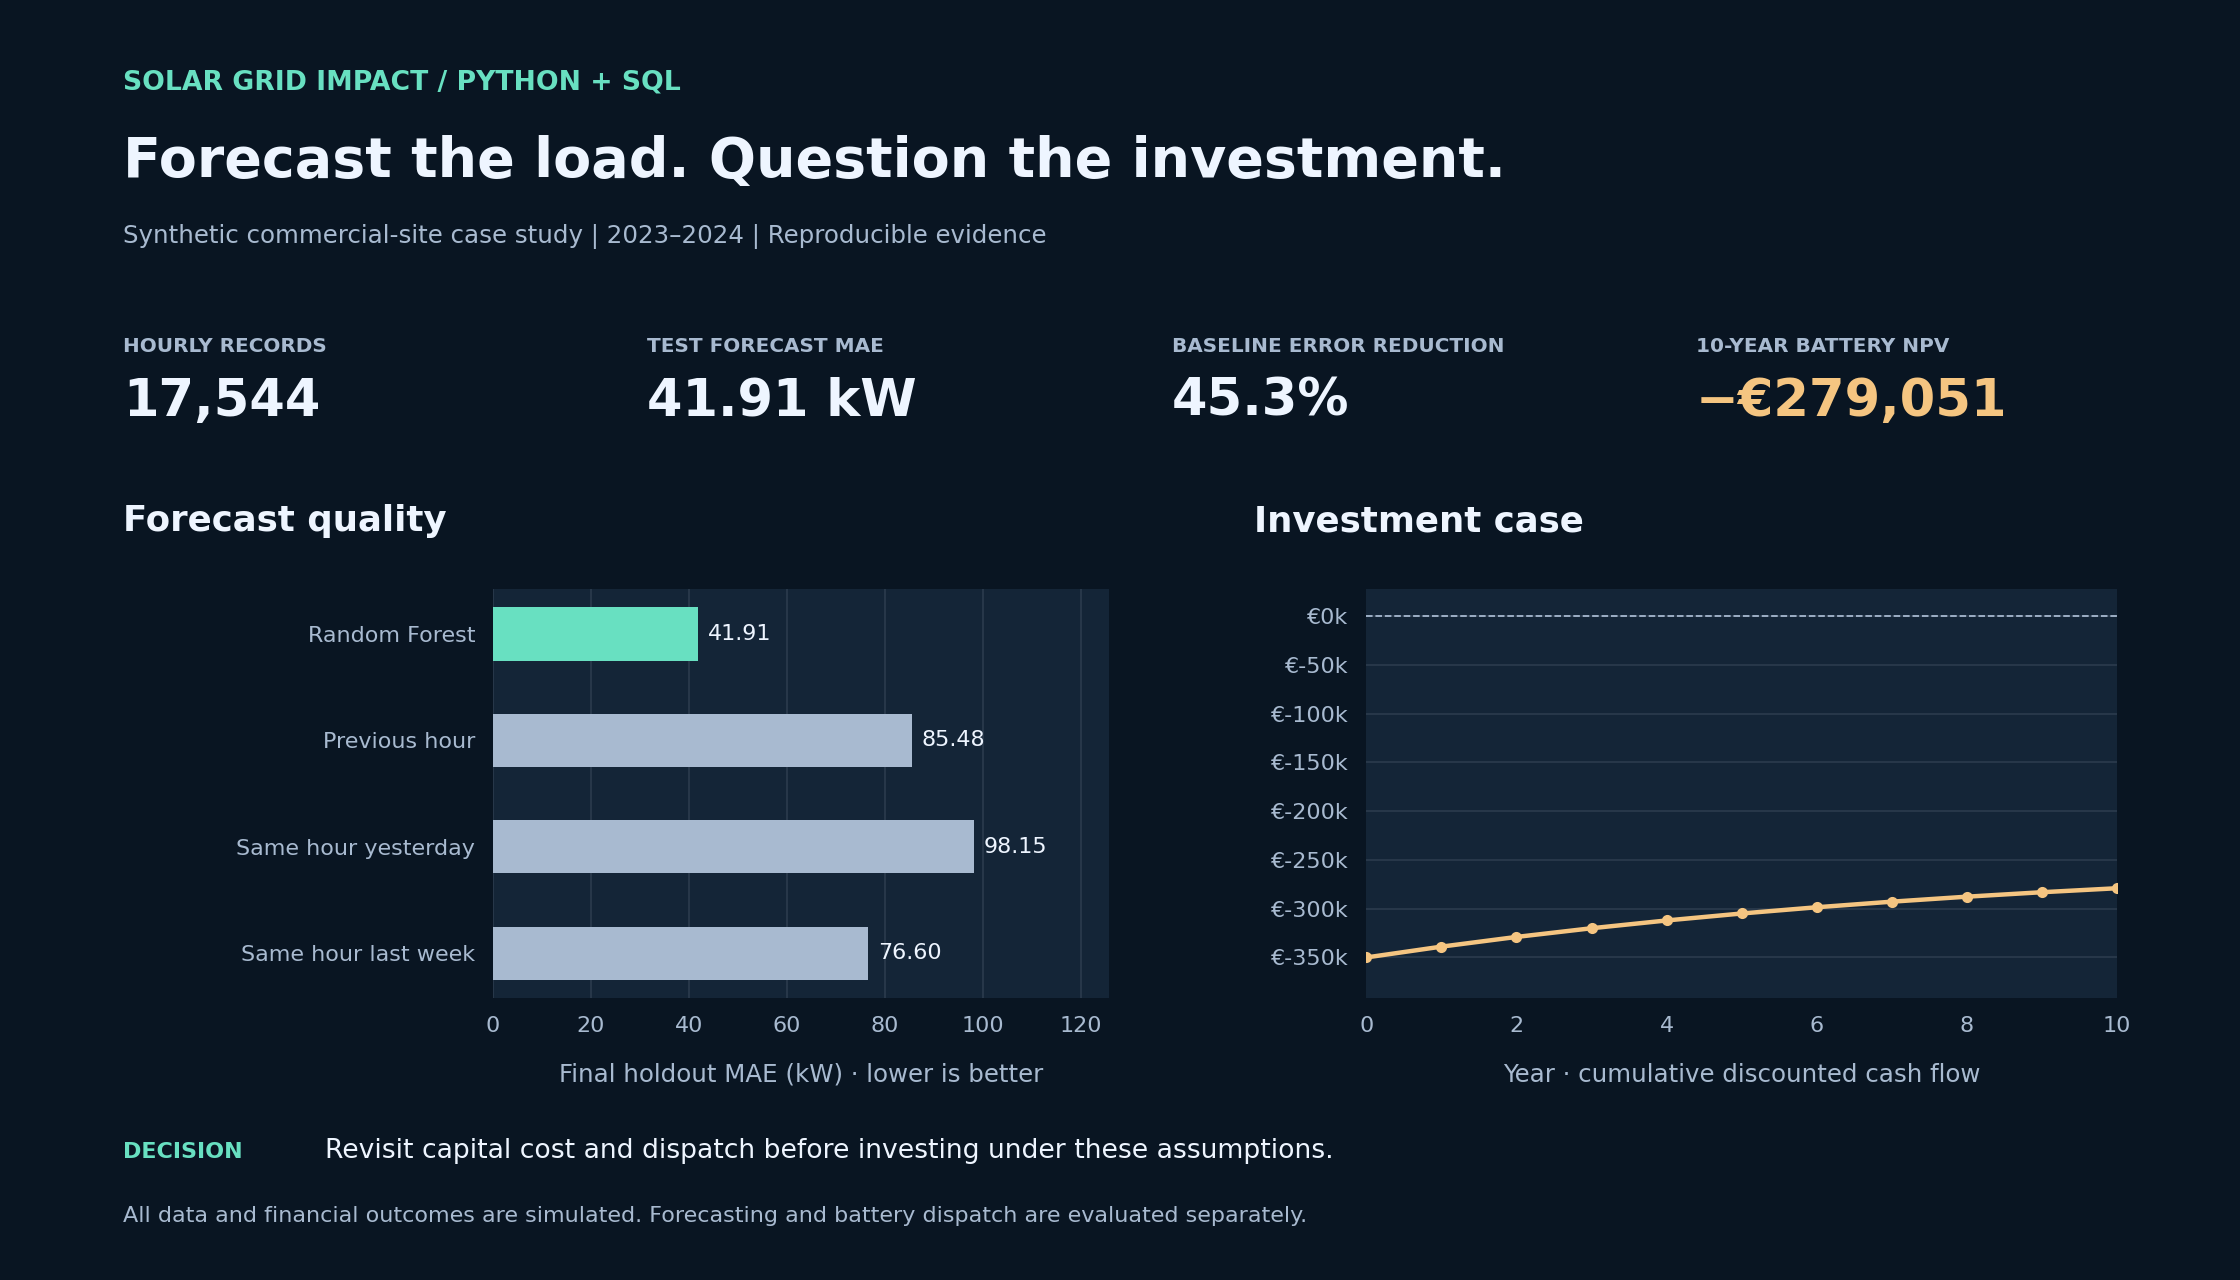 SOLAR GRID IMPACT / PYTHON + SQL
Forecast the load. Question the investment.
Synthetic commercial-site case study | 2023–2024 | Reproducible evidence
HOURLY RECORDS
17,544
TEST FORECAST MAE
41.91 kW
BASELINE ERROR REDUCTION
45.3%
10-YEAR BATTERY NPV
−€279,051
Forecast quality
Random Forest
41.91
Previous hour
85.48
Same hour yesterday
98.15
Same hour last week
76.60
0 20 40 60 80 100 120
Final holdout MAE (kW) · lower is better
Investment case
€0k
€-50k
€-100k
€-150k
€-200k
€-250k
€-300k
€-350k
0 2 4 6 8 10
Year · cumulative discounted cash flow
DECISION Revisit capital cost and dispatch before investing under these assumptions.
All data and financial outcomes are simulated. Forecasting and battery dispatch are evaluated separately.